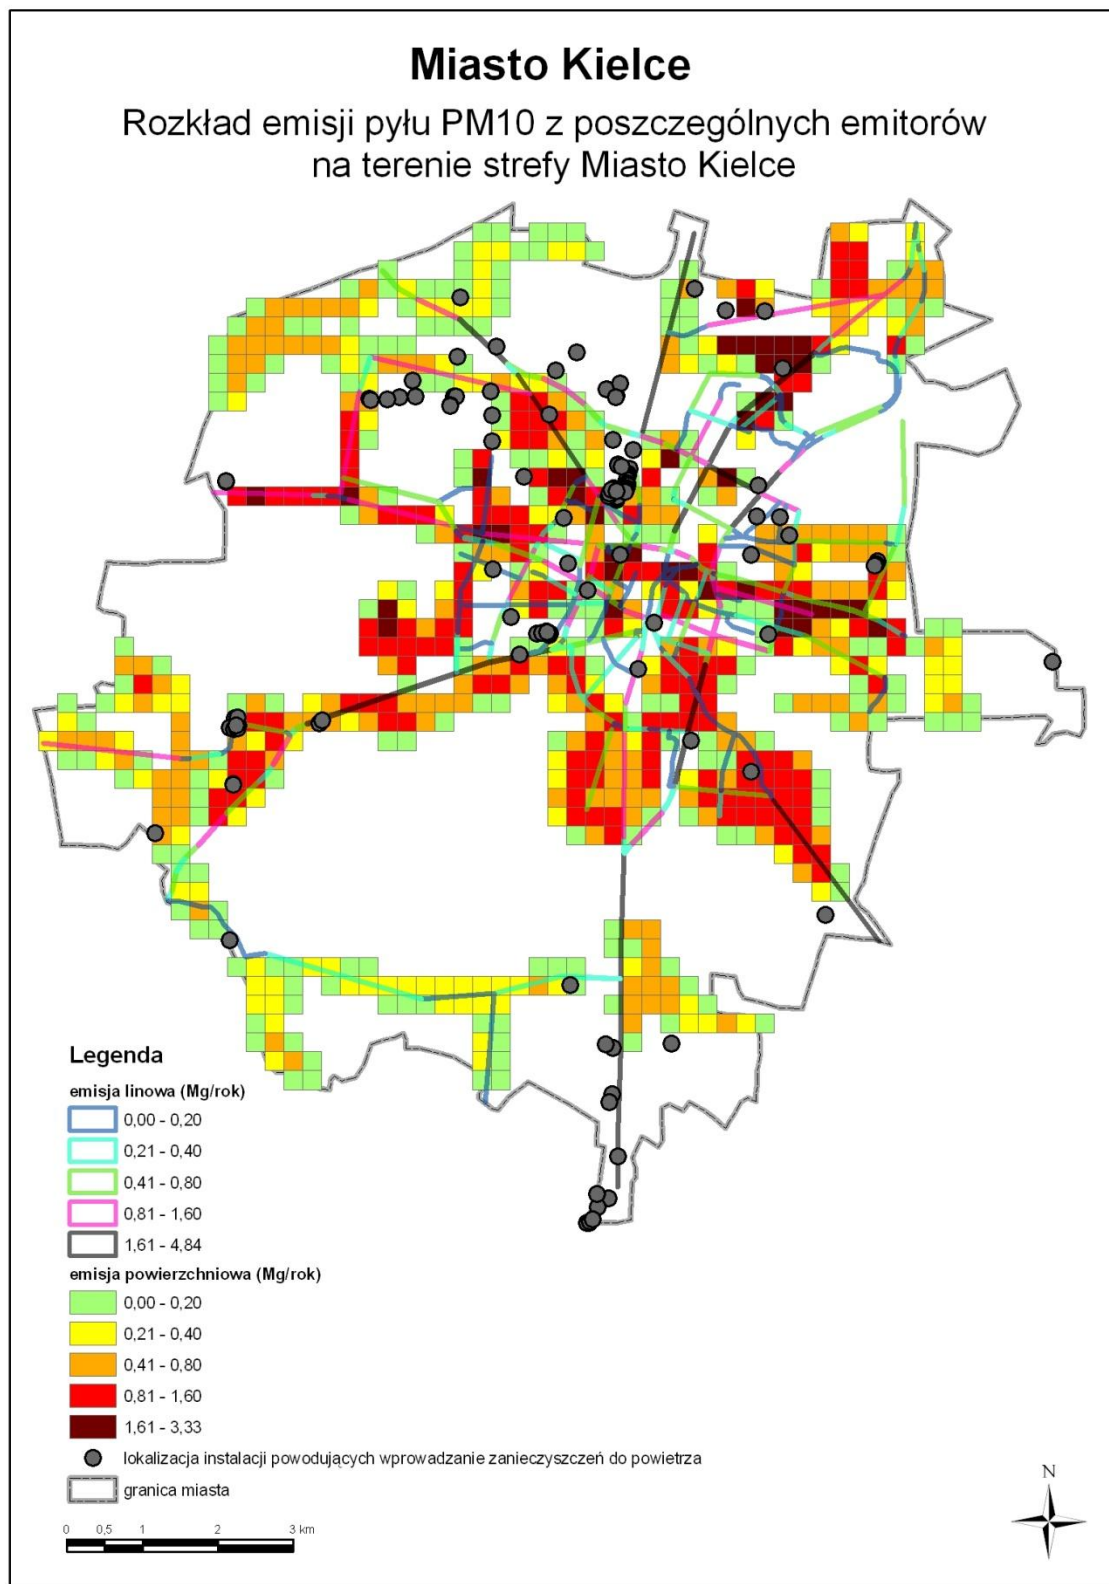 Miasto Kielce
Rozkład emisji pyłu PM10 z poszczególnych emitorów
na terenie strefy Miasto Kielce
Legenda
emisja linowa (Mg/rok)
0,00 - 0,20
0,21 - 0,40
0,41 - 0,80
0,81 - 1,60
1,61 - 4,84
emisja powierzchniowa (Mg/rok)
0,00 - 0,20
0,21 - 0,40
0,41 - 0,80
0,81 - 1,60
1,61 - 3,33
lokalizacja instalacji powodujących wprowadzanie zanieczyszczeń do powietrza
granica miasta
0 0,5 1 2 3 km
N